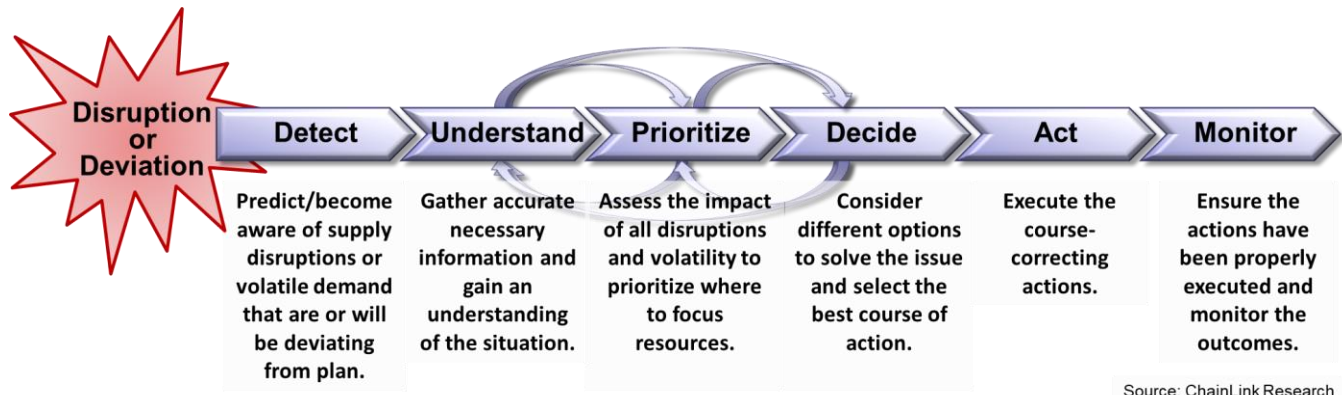 Disruption
or
Deviation
Detect
Understand
Prioritize
Decide
Act
Monitor
Predict/become
aware of supply
disruptions or
volatile demand
that are or will
be deviating
from plan.
Gather accurate
necessary
information and
gain an
understanding
of the situation.
Assess the impact
of all disruptions
and volatility to
prioritize where
to focus
resources.
Consider
different options
to solve the issue
and select the
best course of
action.
Execute the
course-
correcting
actions.
Ensure the
actions have
been properly
executed and
monitor the
outcomes.
Source: ChainLink Research